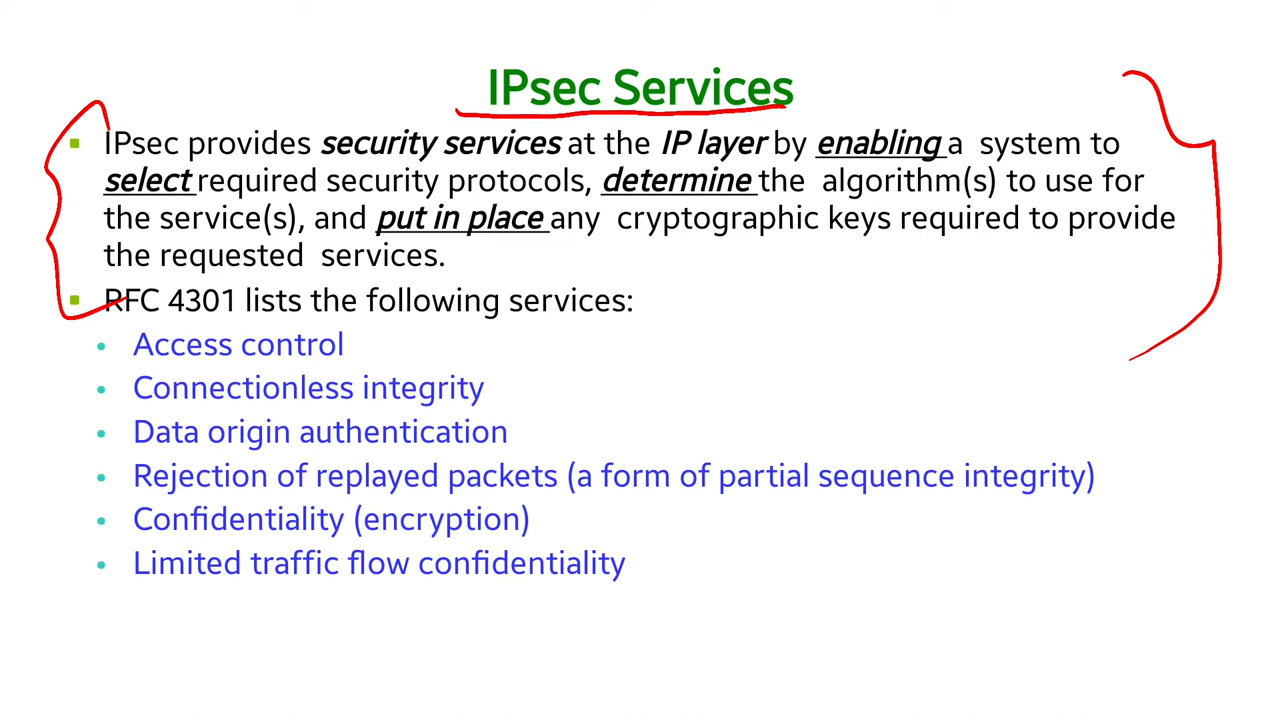 IPsec Services
IPsec provides security services at the IP layer by enabling a system to
select required security protocols, determine the algorithm(s) to use for
the service(s), and put in place any cryptographic keys required to provide
the requested services.
RFC 4301 lists the following services:
Access control
Connectionless integrity
Data origin authentication
Rejection of replayed packets (a form of partial sequence integrity)
Confidentiality (encryption)
Limited traffic flow confidentiality